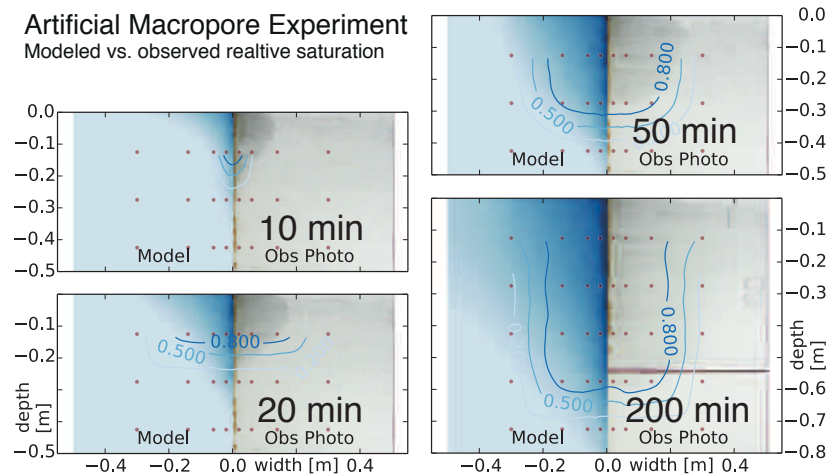 Artificial Macropore Experiment
Modeled vs. observed realtive saturation
0.0
−0.1
−0.2
−0.3
−0.4
−0.5
10 min
Model
Obs Photo
−0.1
−0.2
depth
[m]
−0.5
0.800
0.500
20 min
Model
Obs Photo
−0.4
−0.2
0.0
width [m]
0.4
0.0
−0.1
−0.2
−0.3
−0.4
−0.5
0.800
0.500
50 min
Model
Obs Photo
−0.1
−0.2
−0.3
−0.4
depth
[m]
−0.6
−0.7
−0.8
0.800
0.500
200 min
Model
Obs Photo
−0.4
−0.2
0.0
width [m]
0.4